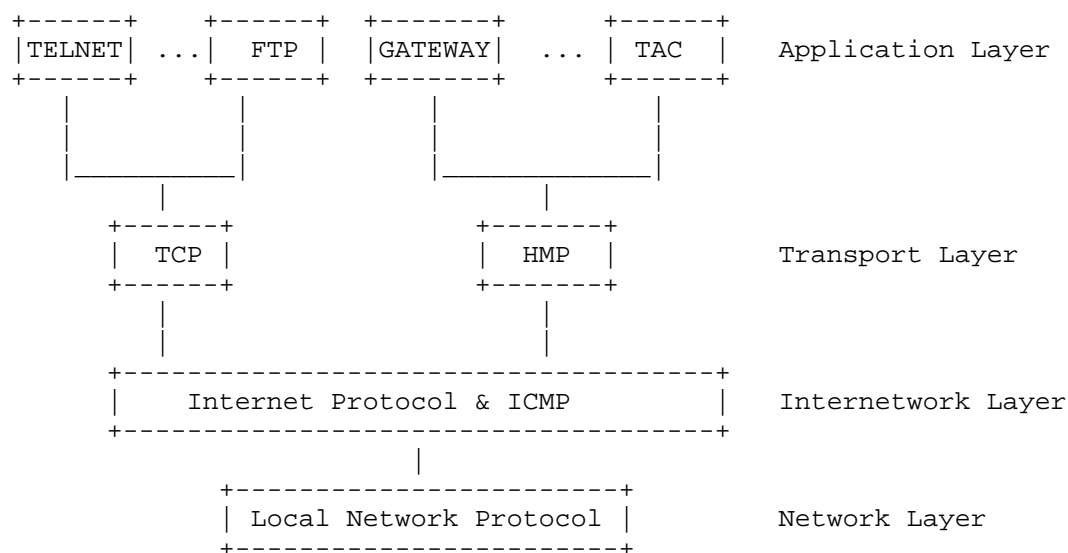 TELNET ... FTP GATEWAY ... TAC Application Layer
TCP HMP Transport Layer
Internet Protocol & ICMP Internetwork Layer
Local Network Protocol Network Layer